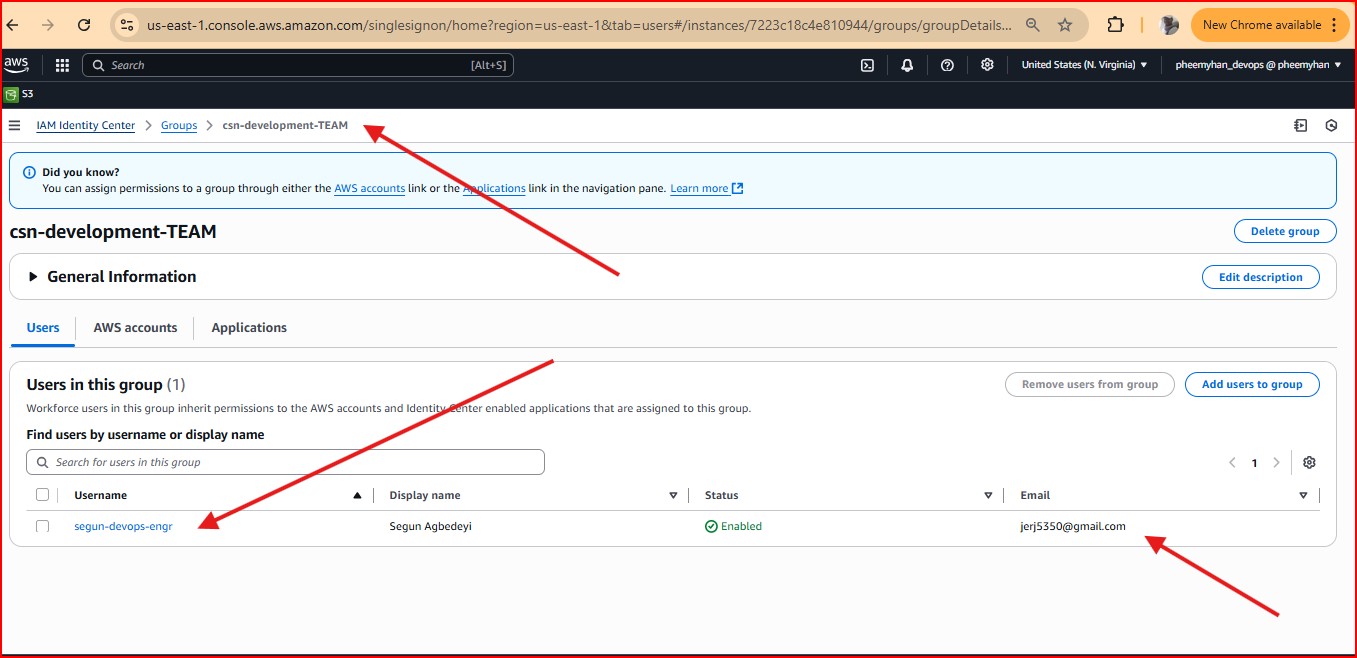 us-east-1.console.aws.amazon.com/singlesignon/home?region=us-east-1&tab=users#/instances/7223c18c4e810944/groups/groupDetails...
New Chrome available
aws
Search [Alt+S]
United States (N. Virginia)
pheemyhan_devops @ pheemyhan
S3
IAM Identity Center
Groups
csn-development-TEAM
Did you know?
You can assign permissions to a group through either the AWS accounts link or the Applications link in the navigation pane. Learn more
csn-development-TEAM
Delete group
General Information
Edit description
Users
AWS accounts
Applications
Users in this group (1)
Remove users from group
Add users to group
Workforce users in this group inherit permissions to the AWS accounts and Identity Center enabled applications that are assigned to this group.
Find users by username or display name
Search for users in this group
1
Username
Display name
Status
Email
segun-devops-engr
Segun Agbedeyi
Enabled
jerj5350@gmail.com